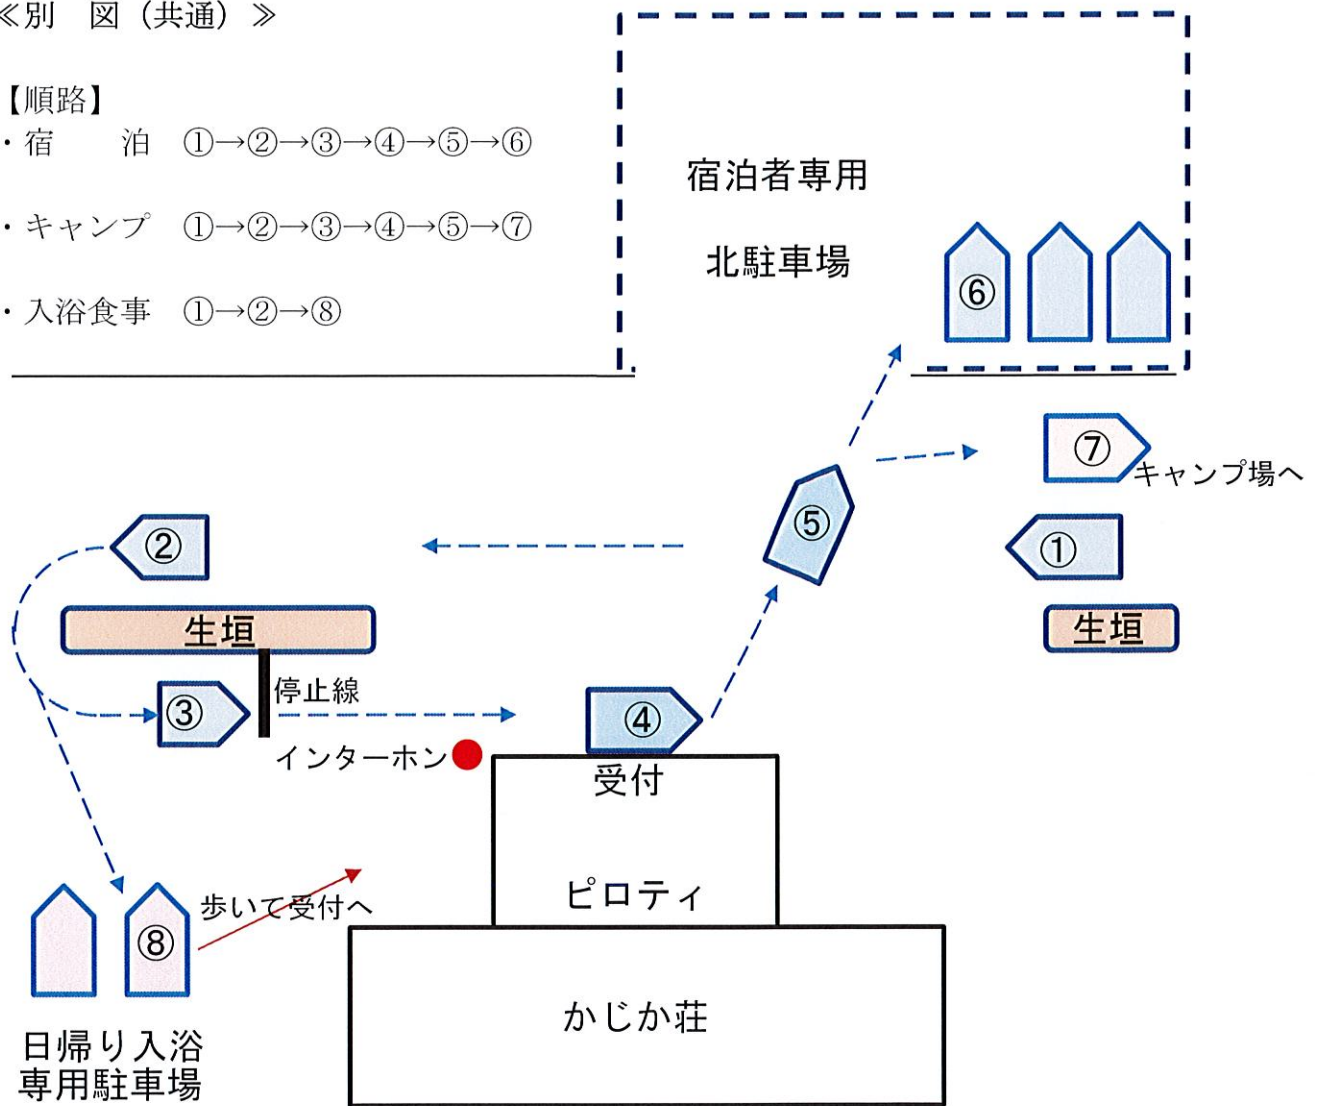 ≪別　図（共通）≫
【順路】
・宿　　泊　①→②→③→④→⑤→⑥
・キャンプ　①→②→③→④→⑤→⑦
・入浴食事　①→②→⑧
宿泊者専用
北駐車場
⑥
⑦
キャンプ場へ
⑤
②
①
生垣
生垣
③
停止線
④
インターホン
受付
ピロティ
歩いて受付へ
⑧
かじか荘
日帰り入浴
専用駐車場